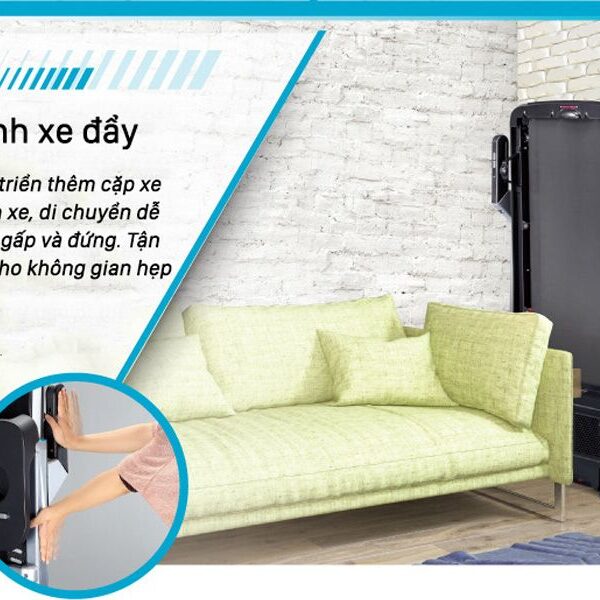 nh xe đẩy
triển thêm cặp xe
xe, di chuyển dễ
gấp và đứng. Tận
ho không gian hẹp